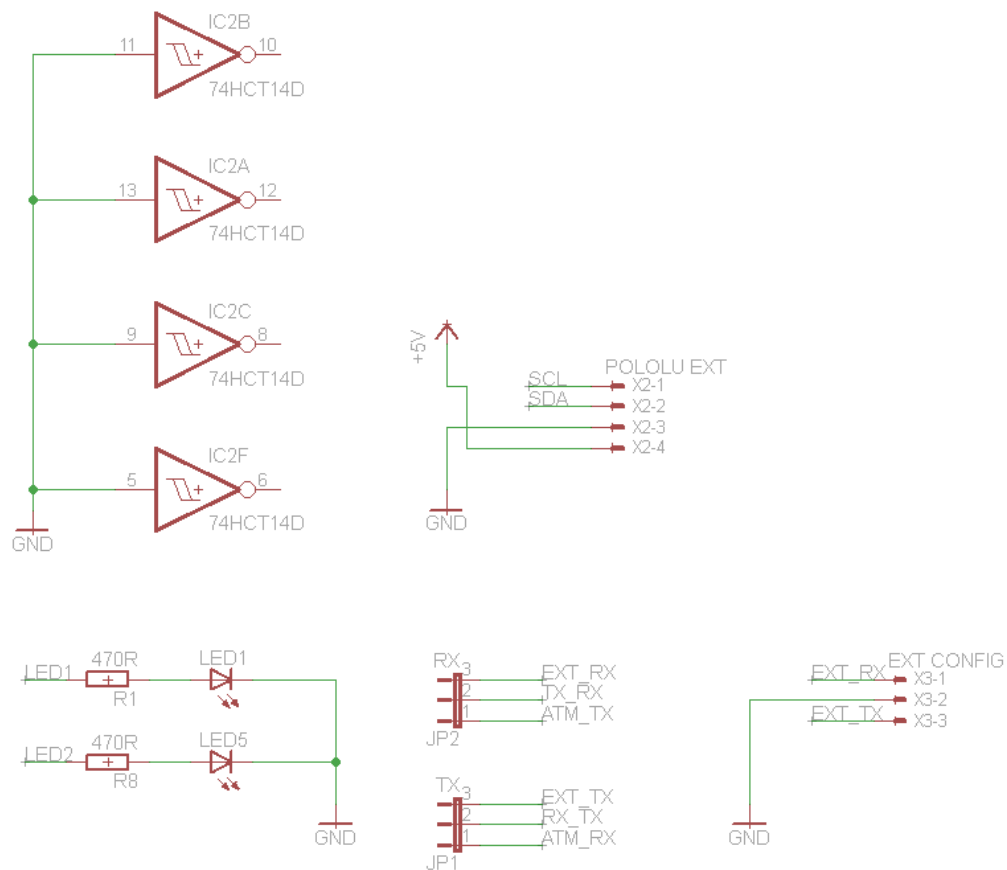 IC2B
11
10
74HCT14D
IC2A
13
12
74HCT14D
IC2C
9
8
74HCT14D
IC2F
5
6
74HCT14D
GND
+5V
POLOLU EXT
SCL
X2-1
SDA
X2-2
X2-3
X2-4
GND
LED1
470R
R1
LED1
LED2
470R
R8
LED5
GND
RX
3
EXT_RX
2
TX_RX
1
ATM_TX
JP2
TX
3
EXT_TX
2
RX_TX
1
ATM_RX
JP1
EXT CONFIG
EXT_RX
X3-1
X3-2
EXT_TX
X3-3
GND